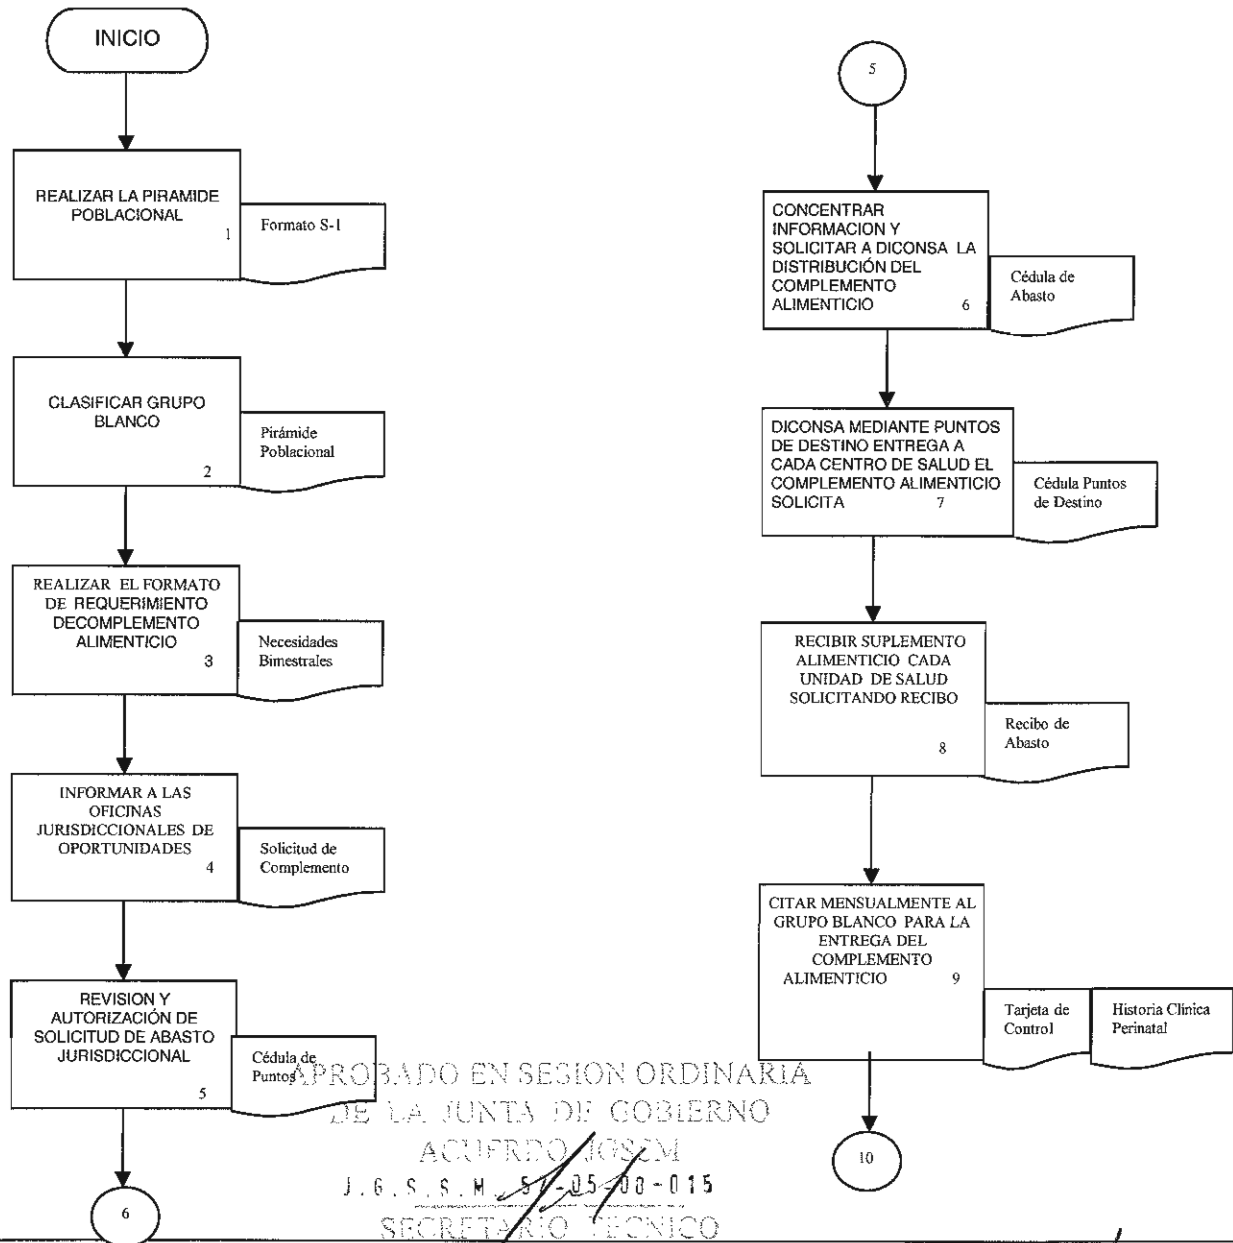 INICIO
REALIZAR LA PIRAMIDE
POBLACIONAL
1
Formato S-1
CLASIFICAR GRUPO
BLANCO
2
Pirámide
Poblacional
REALIZAR EL FORMATO
DE REQUERIMIENTO
DECOMPLEMENTO
ALIMENTICIO
3
Necesidades
Bimestrales
INFORMAR A LAS
OFICINAS
JURISDICCIONALES DE
OPORTUNIDADES
4
Solicitud de
Complemento
REVISION Y
AUTORIZACIÓN DE
SOLICITUD DE ABASTO
JURISDICCIONAL
5
Cédula de
Puntos
6
5
CONCENTRAR
INFORMACION Y
SOLICITAR A DICONSA LA
DISTRIBUCIÓN DEL
COMPLEMENTO
ALIMENTICIO 6
Cédula de
Abasto
DICONSA MEDIANTE PUNTOS
DE DESTINO ENTREGA A
CADA CENTRO DE SALUD EL
COMPLEMENTO ALIMENTICIO
SOLICITA 7
Cédula Puntos
de Destino
RECIBIR SUPLEMENTO
ALIMENTICIO CADA
UNIDAD DE SALUD
SOLICITANDO RECIBO
8
Recibo de
Abasto
CITAR MENSUALMENTE AL
GRUPO BLANCO PARA LA
ENTREGA DEL
COMPLEMENTO
ALIMENTICIO 9
Tarjeta de
Control
Historia Clínica
Perinatal
10
APROBADO EN SESION ORDINARIA
DE LA JUNTA DE GOBIERNO
ACUERDO
J.G.S.S.M. -05-08-015
SECRETARIO TECNICO